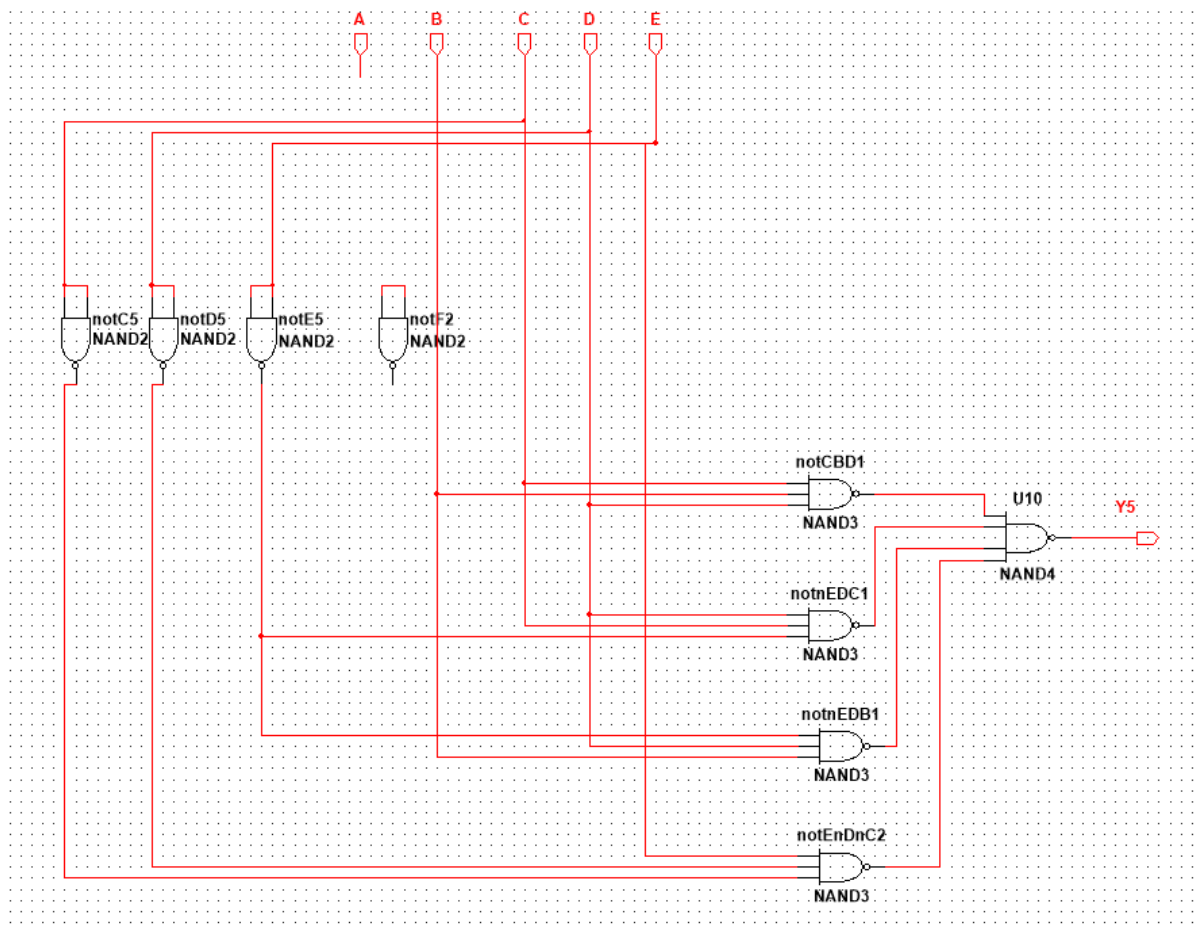 A B C D E
notC5 notD5 notE5 notF2
NAND2 NAND2 NAND2 NAND2
notCBD1
NAND3
U10
NAND4
Y5
notnEDC1
NAND3
notnEDB1
NAND3
notEnDnC2
NAND3